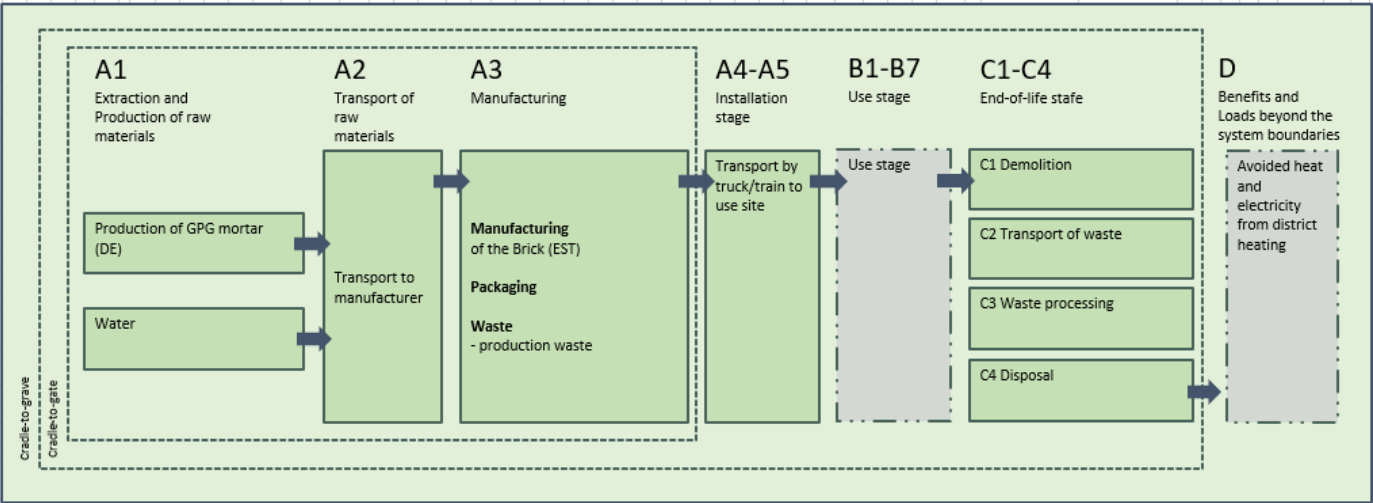 A1
Extraction and
Production of raw
materials
A2
Transport of
raw
materials
A3
Manufacturing
A4-A5
Installation
stage
B1-B7
Use stage
C1-C4
End-of-life stafe
D
Benefits and
Loads beyond the
system boundaries
Production of GPG mortar
(DE)
Water
Transport to
manufacturer
Manufacturing
of the Brick (EST)
Packaging
Waste
- production waste
Transport by
truck/train to
use site
Use stage
C1 Demolition
C2 Transport of waste
C3 Waste processing
C4 Disposal
Avoided heat
and
electricity
from district
heating
Cradle-to-grave
Cradle-to-gate